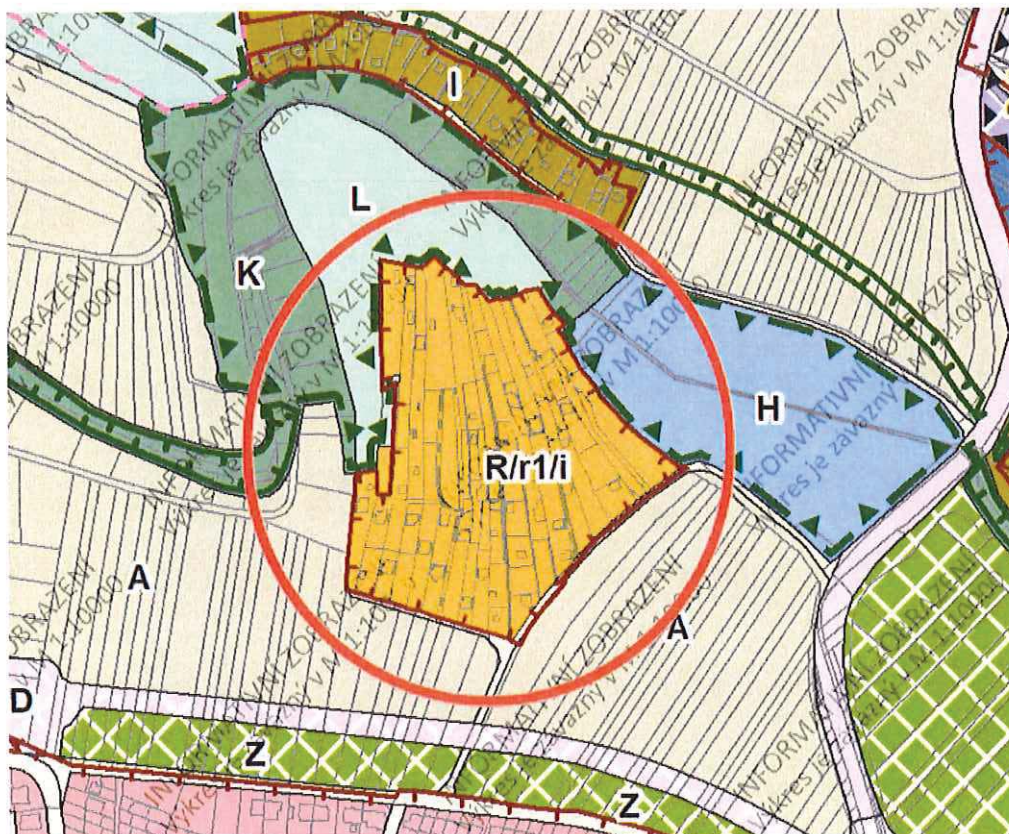 I
L
K
H
R/r1/i
A
A
D
Z
Z
INFORMATIVNÍ ZOBRAZENÍ
Výkres je závazný v M 1:10000